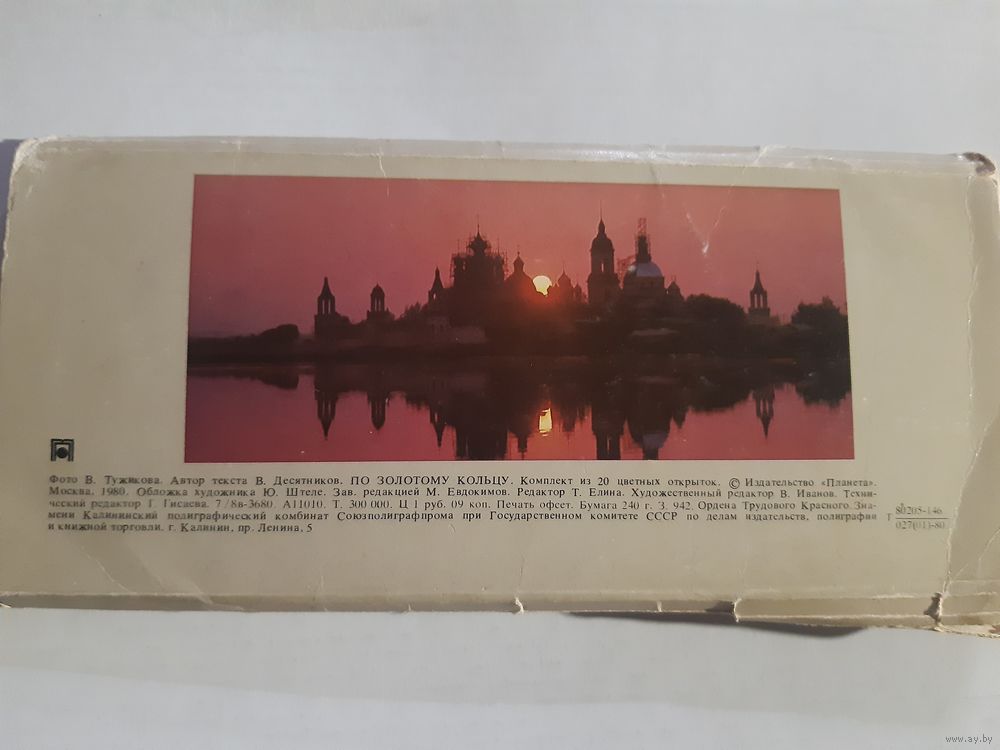 Фото В. Тужикова. Автор текста В. Десятников. ПО ЗОЛОТОМУ КОЛЬЦУ. Комплект из 20 цветных открыток. © Издательство «Планета».
Москва. 1980. Обложка художника Ю. Штеле. Зав. редакцией М. Евдокимов. Редактор Т. Елина. Художественный редактор В. Иванов. Техни-
ческий редактор Г. 7/8в-3680. А11010. Т. 300 000. Ц 1 руб. 09 коп. Печать офсет. Бумага 240 г. З. 942. Ордена Трудового Красного Зна-
мени Калининский полиграфический комбинат Союзполиграфпрома при Государственном комитете СССР по делам издательств, полиграфии
и книжной торговли. г. Калинин, пр. Ленина, 5
80205-146
027(01)-80
www.ay.by